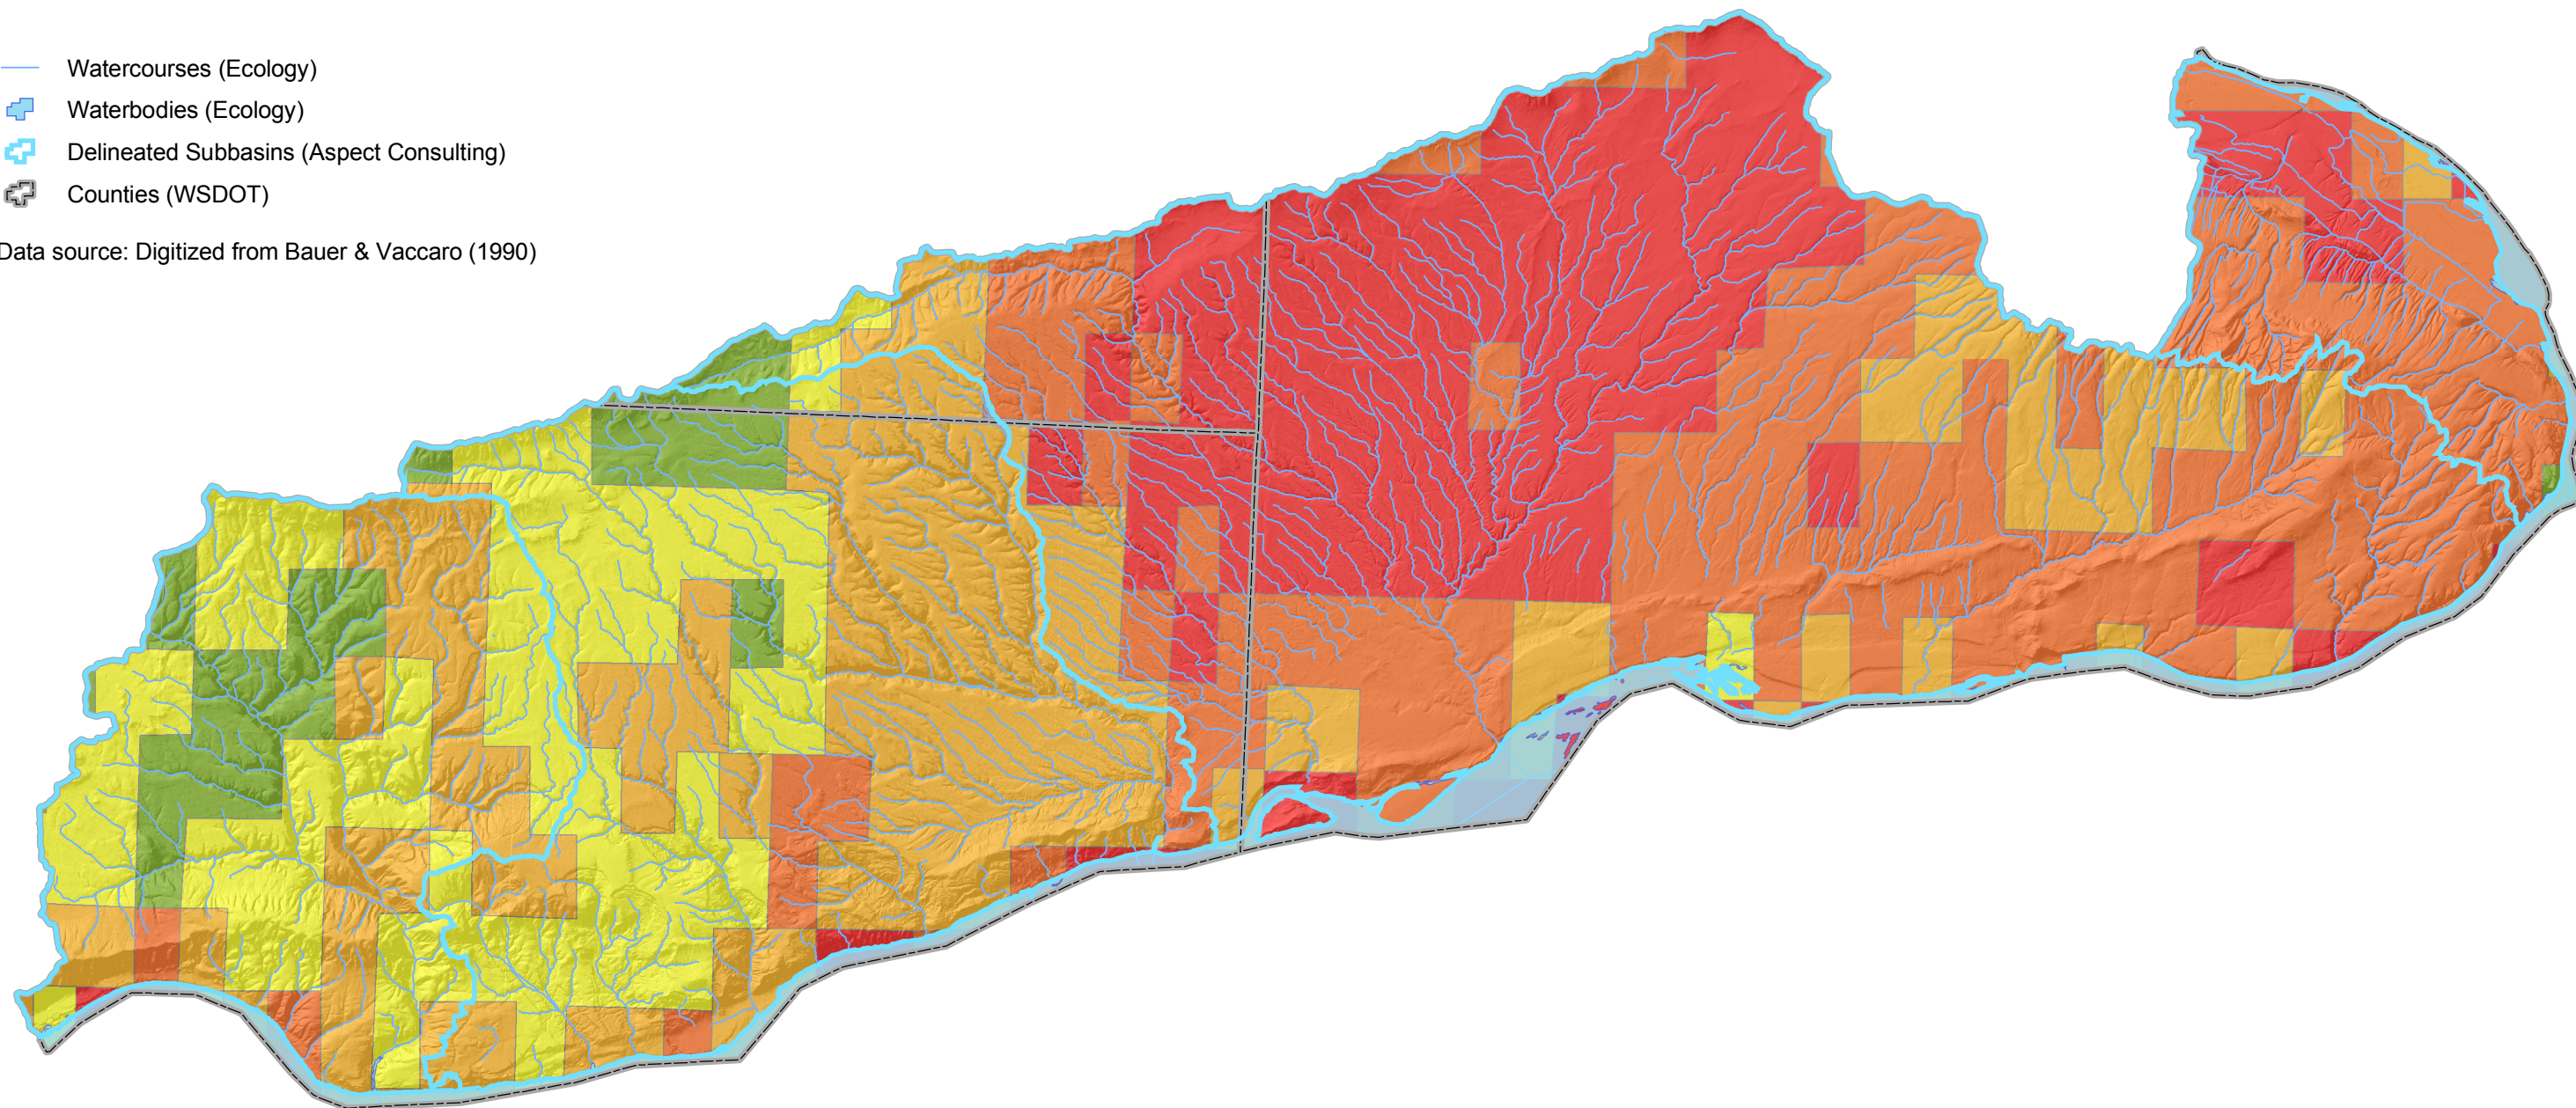 Watercourses (Ecology)
Waterbodies (Ecology)
Delineated Subbasins (Aspect Consulting)
Counties (WSDOT)
Data source: Digitized from Bauer & Vaccaro (1990)